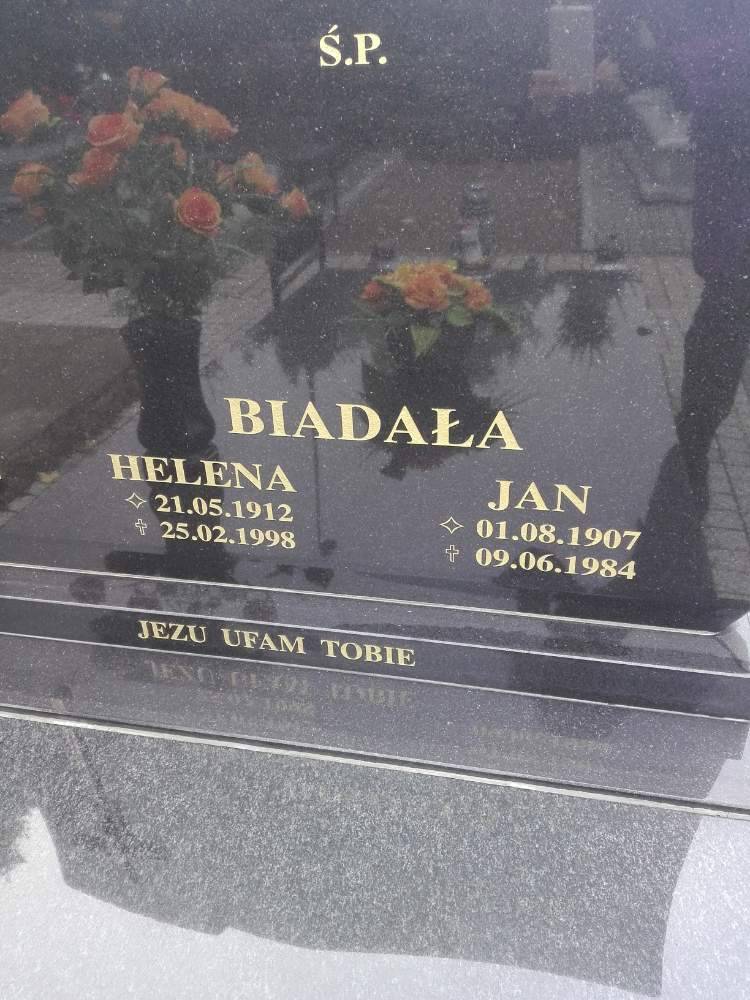 Ś.P.
BIADAŁA
HELENA
✧ 21.05.1912
✝ 25.02.1998
JAN
✧ 01.08.1907
✝ 09.06.1984
JEZU UFAM TOBIE